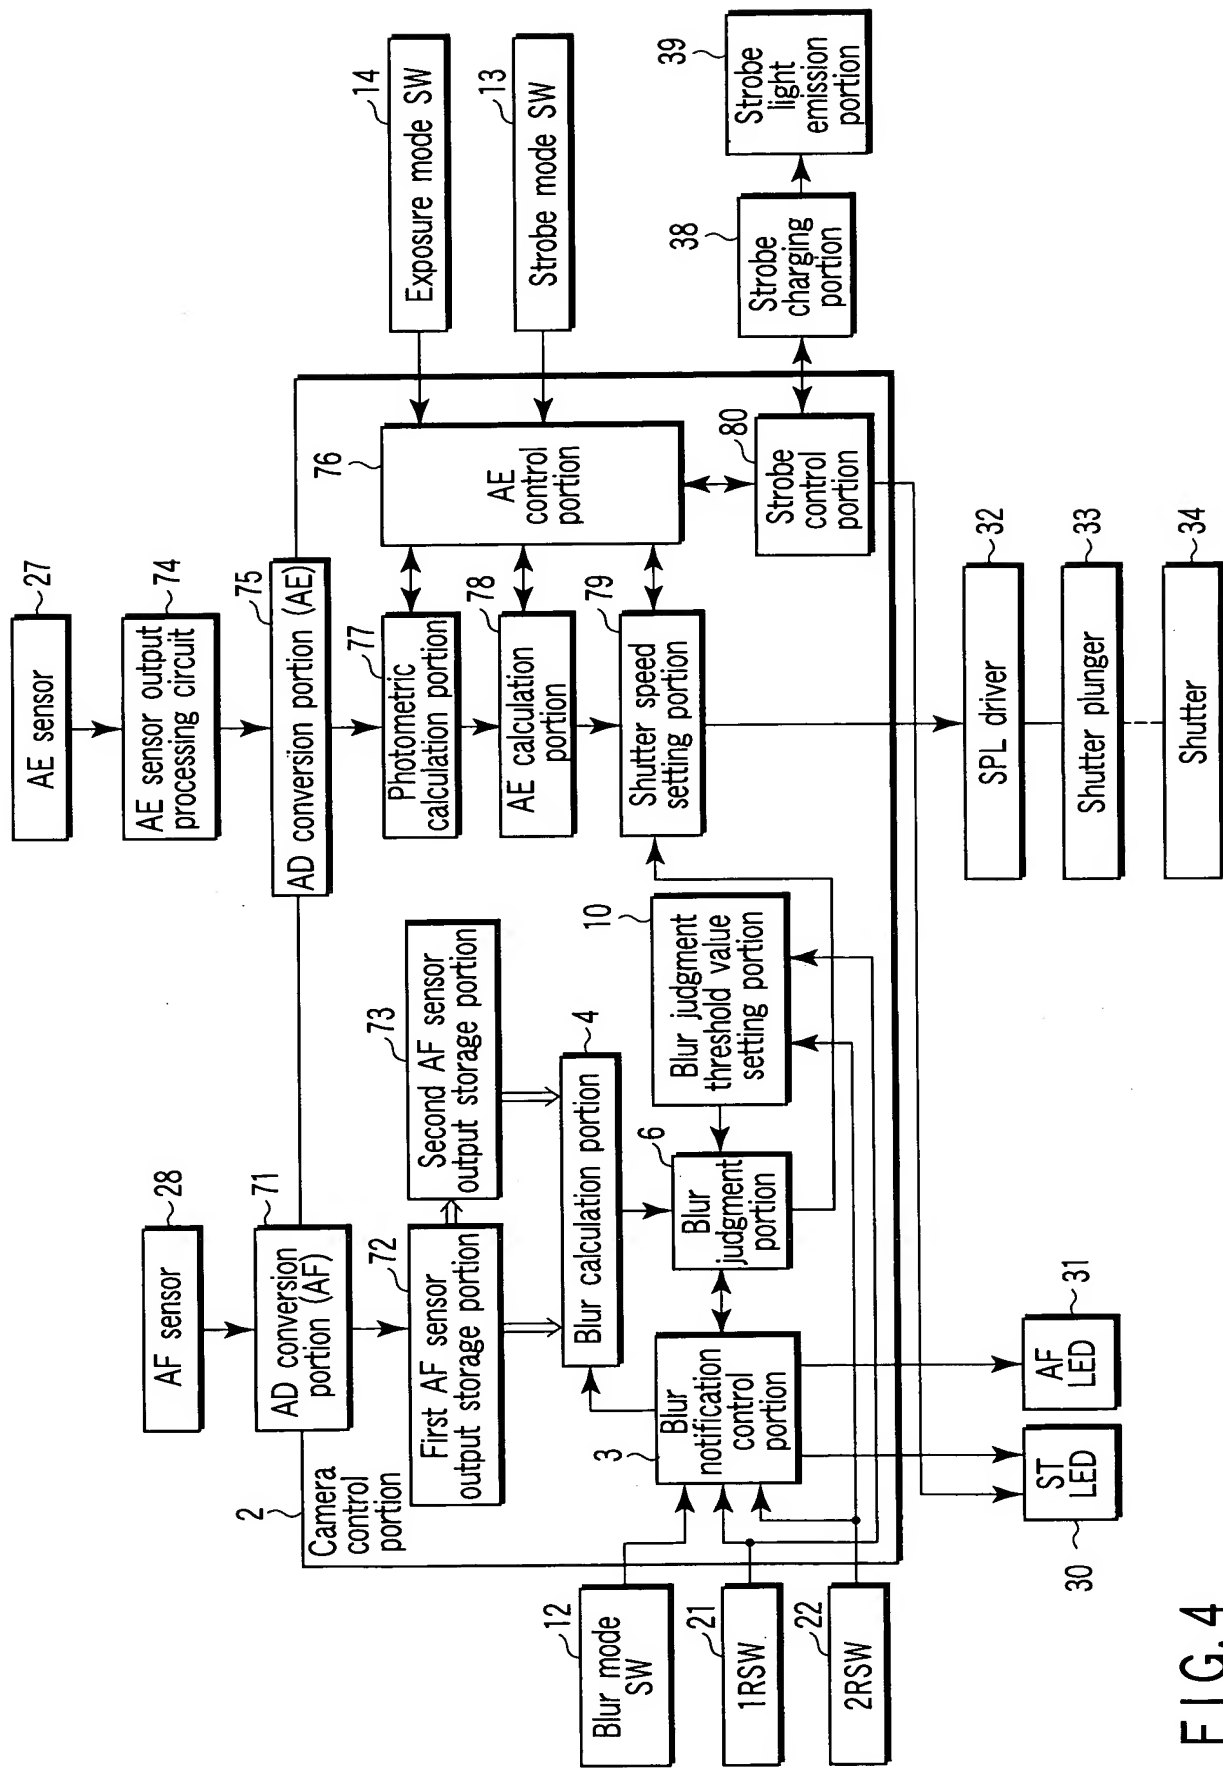 AF sensor
28
AE sensor
27
AE sensor output
processing circuit
74
2
Camera
control
portion
AD conversion
portion (AF)
71
AD conversion portion (AE)
75
First AF sensor
output storage portion
72
Second AF sensor
output storage portion
73
Photometric
calculation portion
77
AE
control
portion
76
Exposure mode SW
14
AE calculation
portion
78
Strobe mode SW
13
Blur mode
SW
12
Blur calculation portion
4
Shutter speed
setting portion
79
1RSW
21
3
Blur
notification
control
portion
Blur
judgment
portion
6
Blur judgment
threshold value
setting portion
10
2RSW
22
Strobe
control
portion
80
Strobe
charging
portion
38
Strobe
light
emission
portion
39
ST
LED
30
AF
LED
31
SPL driver
32
Shutter plunger
33
Shutter
34
FIG. 4